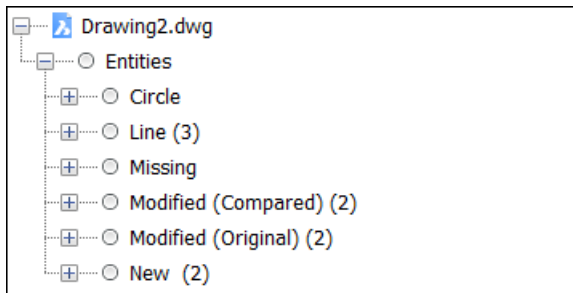 Drawing2.dwg
Entities
Circle
Line (3)
Missing
Modified (Compared) (2)
Modified (Original) (2)
New (2)